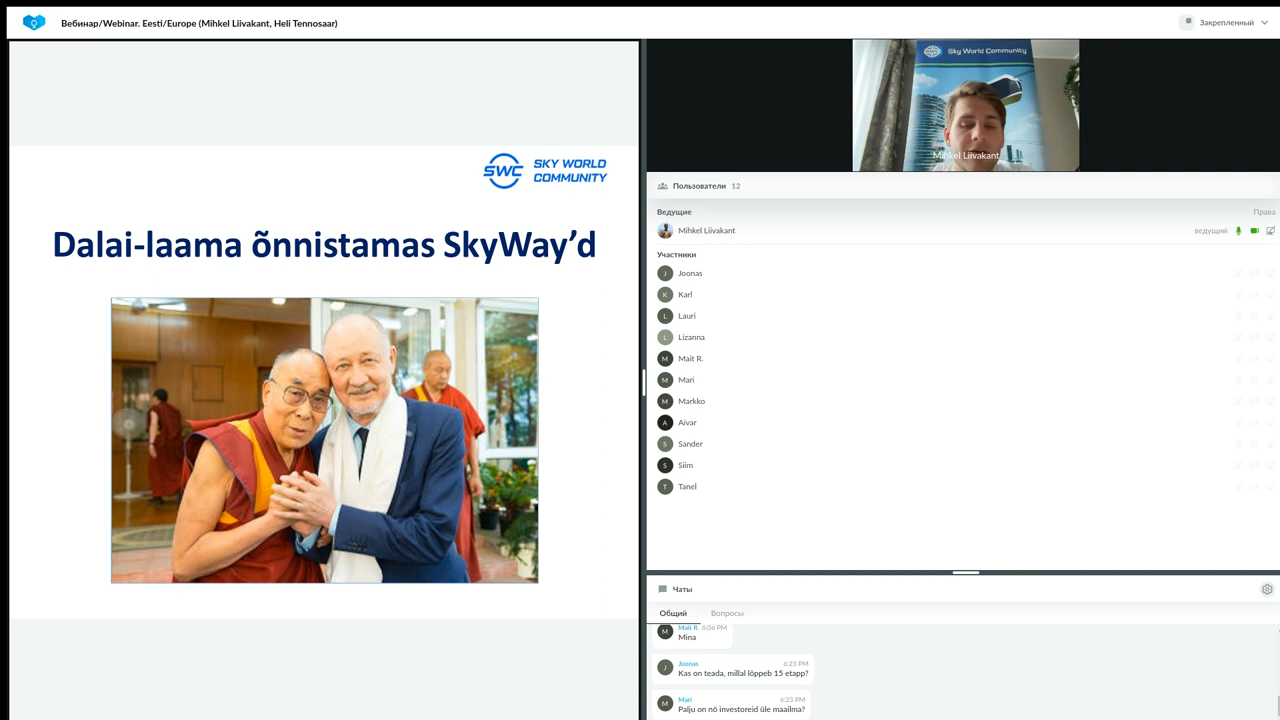 Вебинар/Webinar. Eesti/Europe (Mihkel Liivakant, Heli Tennosaar)
Закрепленный
SWC SKY WORLD
COMMUNITY
Dalai-laama õnnistamas SkyWay’d
Sky World Community
Mihkel Liivakant
Пользователи 12
Ведущие Права
Mihkel Liivakant ведущий
Участники
J Joonas
K Karl
L Lauri
L Lizanna
M Mait R.
M Mari
M Markko
A Aivar
S Sander
S Siim
T Tanel
Чаты
Общий Вопросы
M Mait R. 6:06 PM
Mina
J Joonas 6:23 PM
Kas on teada, millal lõppeb 15 etapp?
M Mari 6:23 PM
Palju on nö investoreid üle maailma?